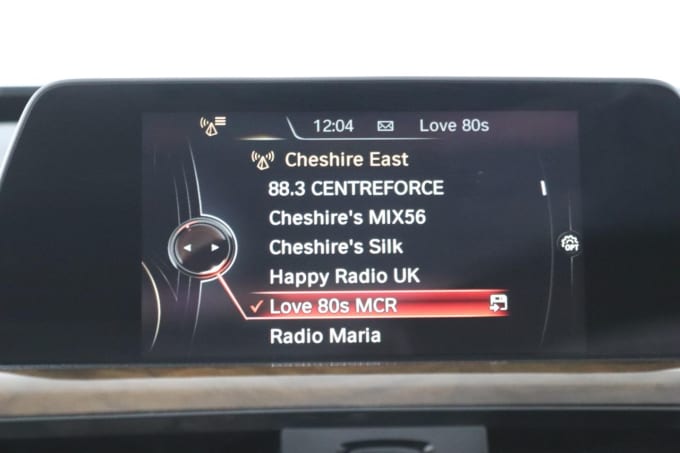 12:04 Love 80s
Cheshire East
88.3 CENTREFORCE
Cheshire's MIX56
Cheshire's Silk
Happy Radio UK
Love 80s MCR
Radio Maria
OPT